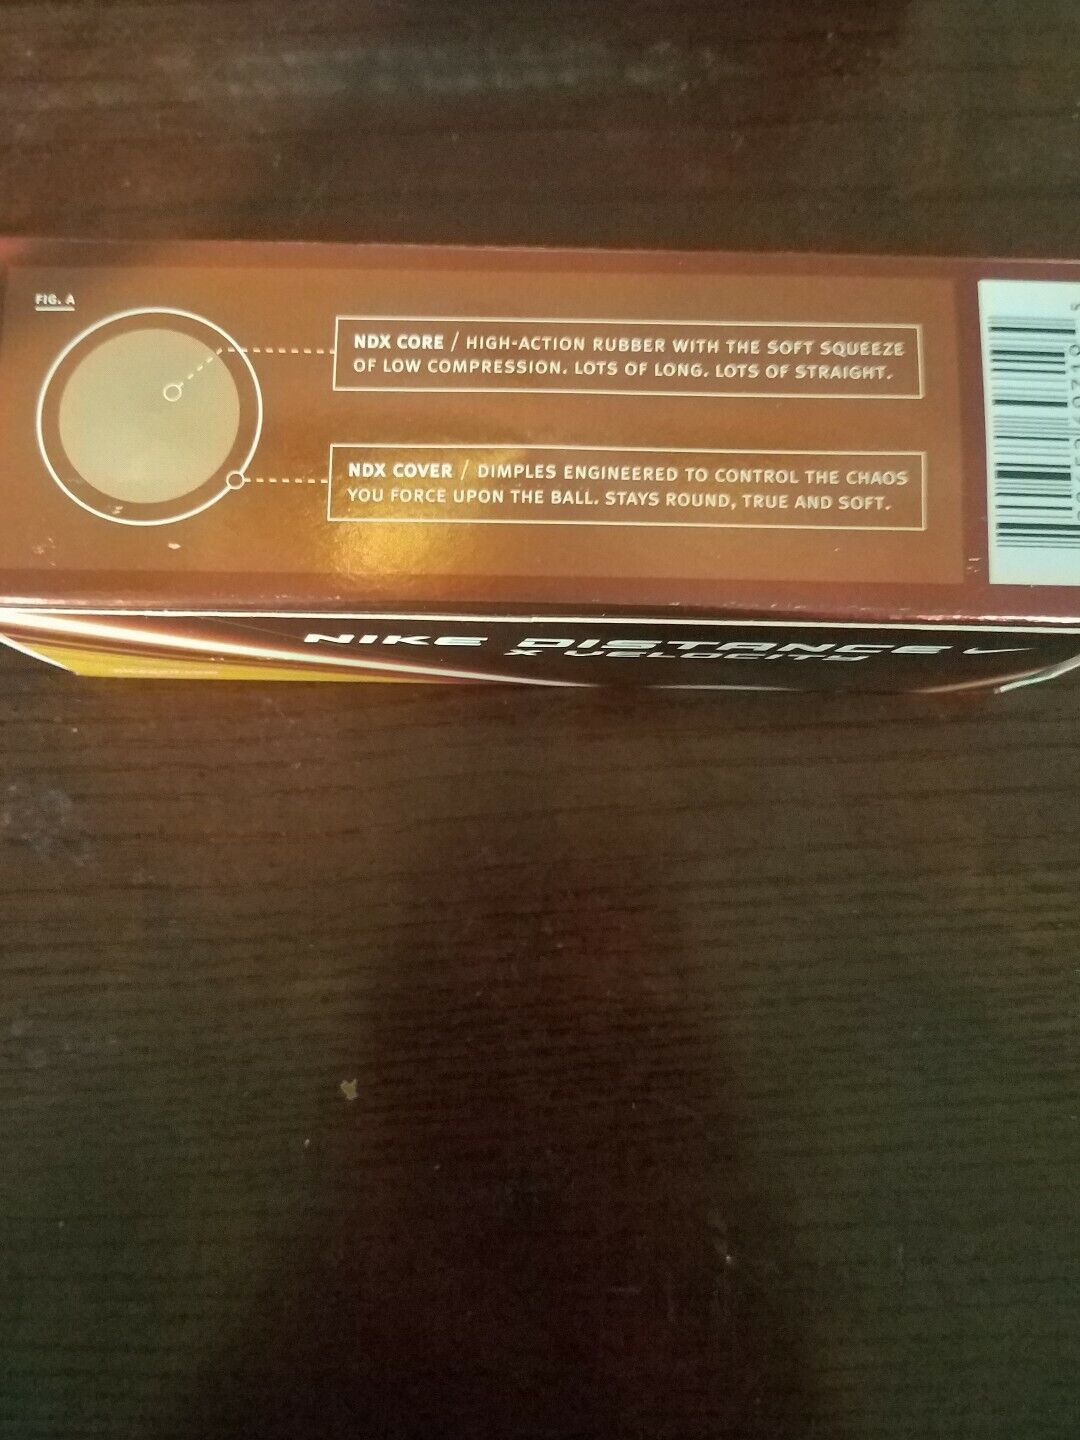 FIG. A
NDX CORE / HIGH-ACTION RUBBER WITH THE SOFT SQUEEZE
OF LOW COMPRESSION. LOTS OF LONG. LOTS OF STRAIGHT.
NDX COVER / DIMPLES ENGINEERED TO CONTROL THE CHAOS
YOU FORCE UPON THE BALL. STAYS ROUND, TRUE AND SOFT.
NIKE DISTANCE
X VELOCITY